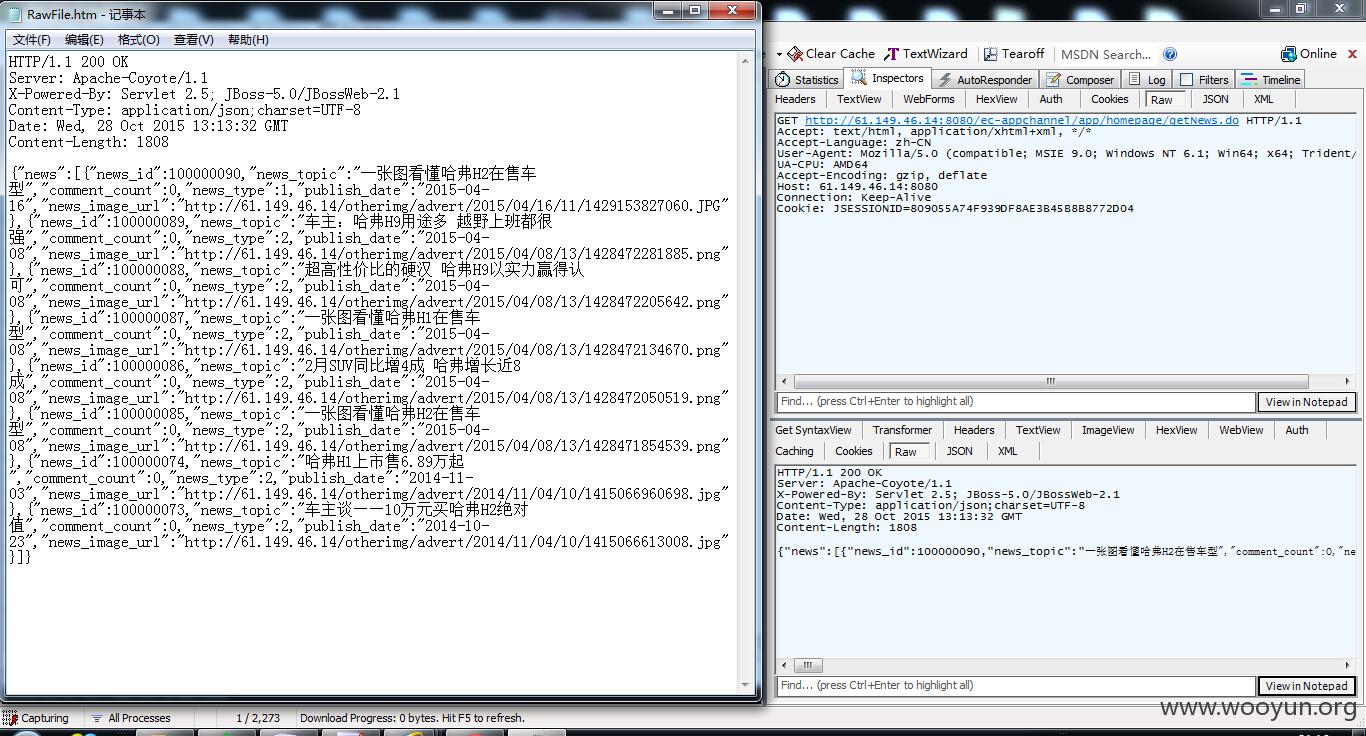 RawFile.htm - 记事本
文件(F) 编辑(E) 格式(O) 查看(V) 帮助(H)
HTTP/1.1 200 OK
Server: Apache-Coyote/1.1
X-Powered-By: Servlet 2.5; JBoss-5.0/JBossWeb-2.1
Content-Type: application/json;charset=UTF-8
Date: Wed, 28 Oct 2015 13:13:32 GMT
Content-Length: 1808
{"news":[{"news_id":100000090,"news_topic":"一张图看懂哈弗H2在售车
型","comment_count":0,"news_type":1,"publish_date":"2015-04-
16","news_image_url":"http://61.149.46.14/otherimg/advert/2015/04/16/11/1429153827060.JPG"
},{"news_id":100000089,"news_topic":"车主：哈弗H9用途多 越野上班都很
强","comment_count":0,"news_type":2,"publish_date":"2015-04-
08","news_image_url":"http://61.149.46.14/otherimg/advert/2015/04/08/13/1428472281885.png"
},{"news_id":100000088,"news_topic":"超高性价比的硬汉 哈弗H9以实力赢得认
可","comment_count":0,"news_type":2,"publish_date":"2015-04-
08","news_image_url":"http://61.149.46.14/otherimg/advert/2015/04/08/13/1428472205642.png"
},{"news_id":100000087,"news_topic":"一张图看懂哈弗H1在售车
型","comment_count":0,"news_type":2,"publish_date":"2015-04-
08","news_image_url":"http://61.149.46.14/otherimg/advert/2015/04/08/13/1428472134670.png"
},{"news_id":100000086,"news_topic":"2月SUV同比增4成 哈弗增长近8
成","comment_count":0,"news_type":2,"publish_date":"2015-04-
08","news_image_url":"http://61.149.46.14/otherimg/advert/2015/04/08/13/1428472050519.png"
},{"news_id":100000085,"news_topic":"一张图看懂哈弗H2在售车
型","comment_count":0,"news_type":2,"publish_date":"2015-04-
08","news_image_url":"http://61.149.46.14/otherimg/advert/2015/04/08/13/1428471854539.png"
},{"news_id":100000074,"news_topic":"哈弗H1上市售6.89万起
","comment_count":0,"news_type":2,"publish_date":"2014-11-
03","news_image_url":"http://61.149.46.14/otherimg/advert/2014/11/04/10/1415066960698.jpg"
},{"news_id":100000073,"news_topic":"车主谈——10万元买哈弗H2绝对
值","comment_count":0,"news_type":2,"publish_date":"2014-10-
23","news_image_url":"http://61.149.46.14/otherimg/advert/2014/11/04/10/1415066613008.jpg"
}]}
Clear Cache TextWizard Tearoff MSDN Search... Online
Statistics Inspectors AutoResponder Composer Log Filters Timeline
Headers TextView WebForms HexView Auth Cookies Raw JSON XML
GET http://61.149.46.14:8080/ec-appchannel/app/homepage/getNews.do HTTP/1.1
Accept: text/html, application/xhtml+xml, */*
Accept-Language: zh-CN
User-Agent: Mozilla/5.0 (compatible; MSIE 9.0; Windows NT 6.1; Win64; x64; Trident/
UA-CPU: AMD64
Accept-Encoding: gzip, deflate
Host: 61.149.46.14:8080
Connection: Keep-Alive
Cookie: JSESSIONID=809055A74F939DF8AE3B45B8B8772D04
Find... (press Ctrl+Enter to highlight all) View in Notepad
Get SyntaxView Transformer Headers TextView ImageView HexView WebView Auth
Caching Cookies Raw JSON XML
HTTP/1.1 200 OK
Server: Apache-Coyote/1.1
X-Powered-By: Servlet 2.5; JBoss-5.0/JBossWeb-2.1
Content-Type: application/json;charset=UTF-8
Date: Wed, 28 Oct 2015 13:13:32 GMT
Content-Length: 1808
{"news":[{"news_id":100000090,"news_topic":"一张图看懂哈弗H2在售车型","comment_count":0,"ne
Find... (press Ctrl+Enter to highlight all) View in Notepad
Capturing All Processes 1 / 2,273 Download Progress: 0 bytes. Hit F5 to refresh.
www.wooyun.org